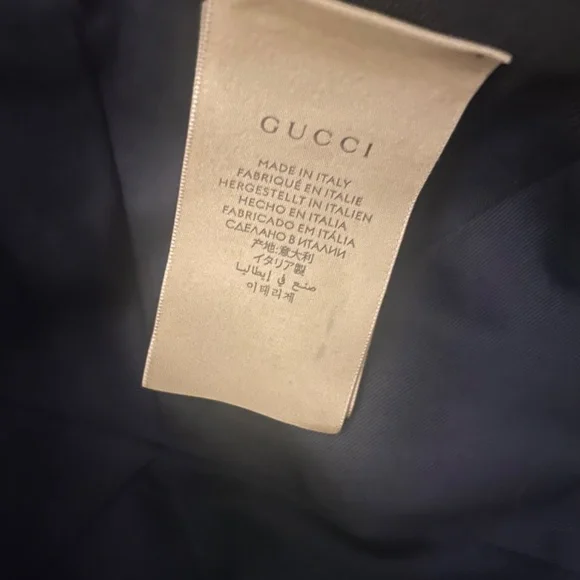 GUCCI
MADE IN ITALY
FABRIQUÉ EN ITALIE
HERGESTELLT IN ITALIEN
HECHO EN ITALIA
FABRICADO EM ITÁLIA
СДЕЛАНО В ИТАЛИИ
产地:意大利
イタリア製
صنع في إيطاليا
이태리제